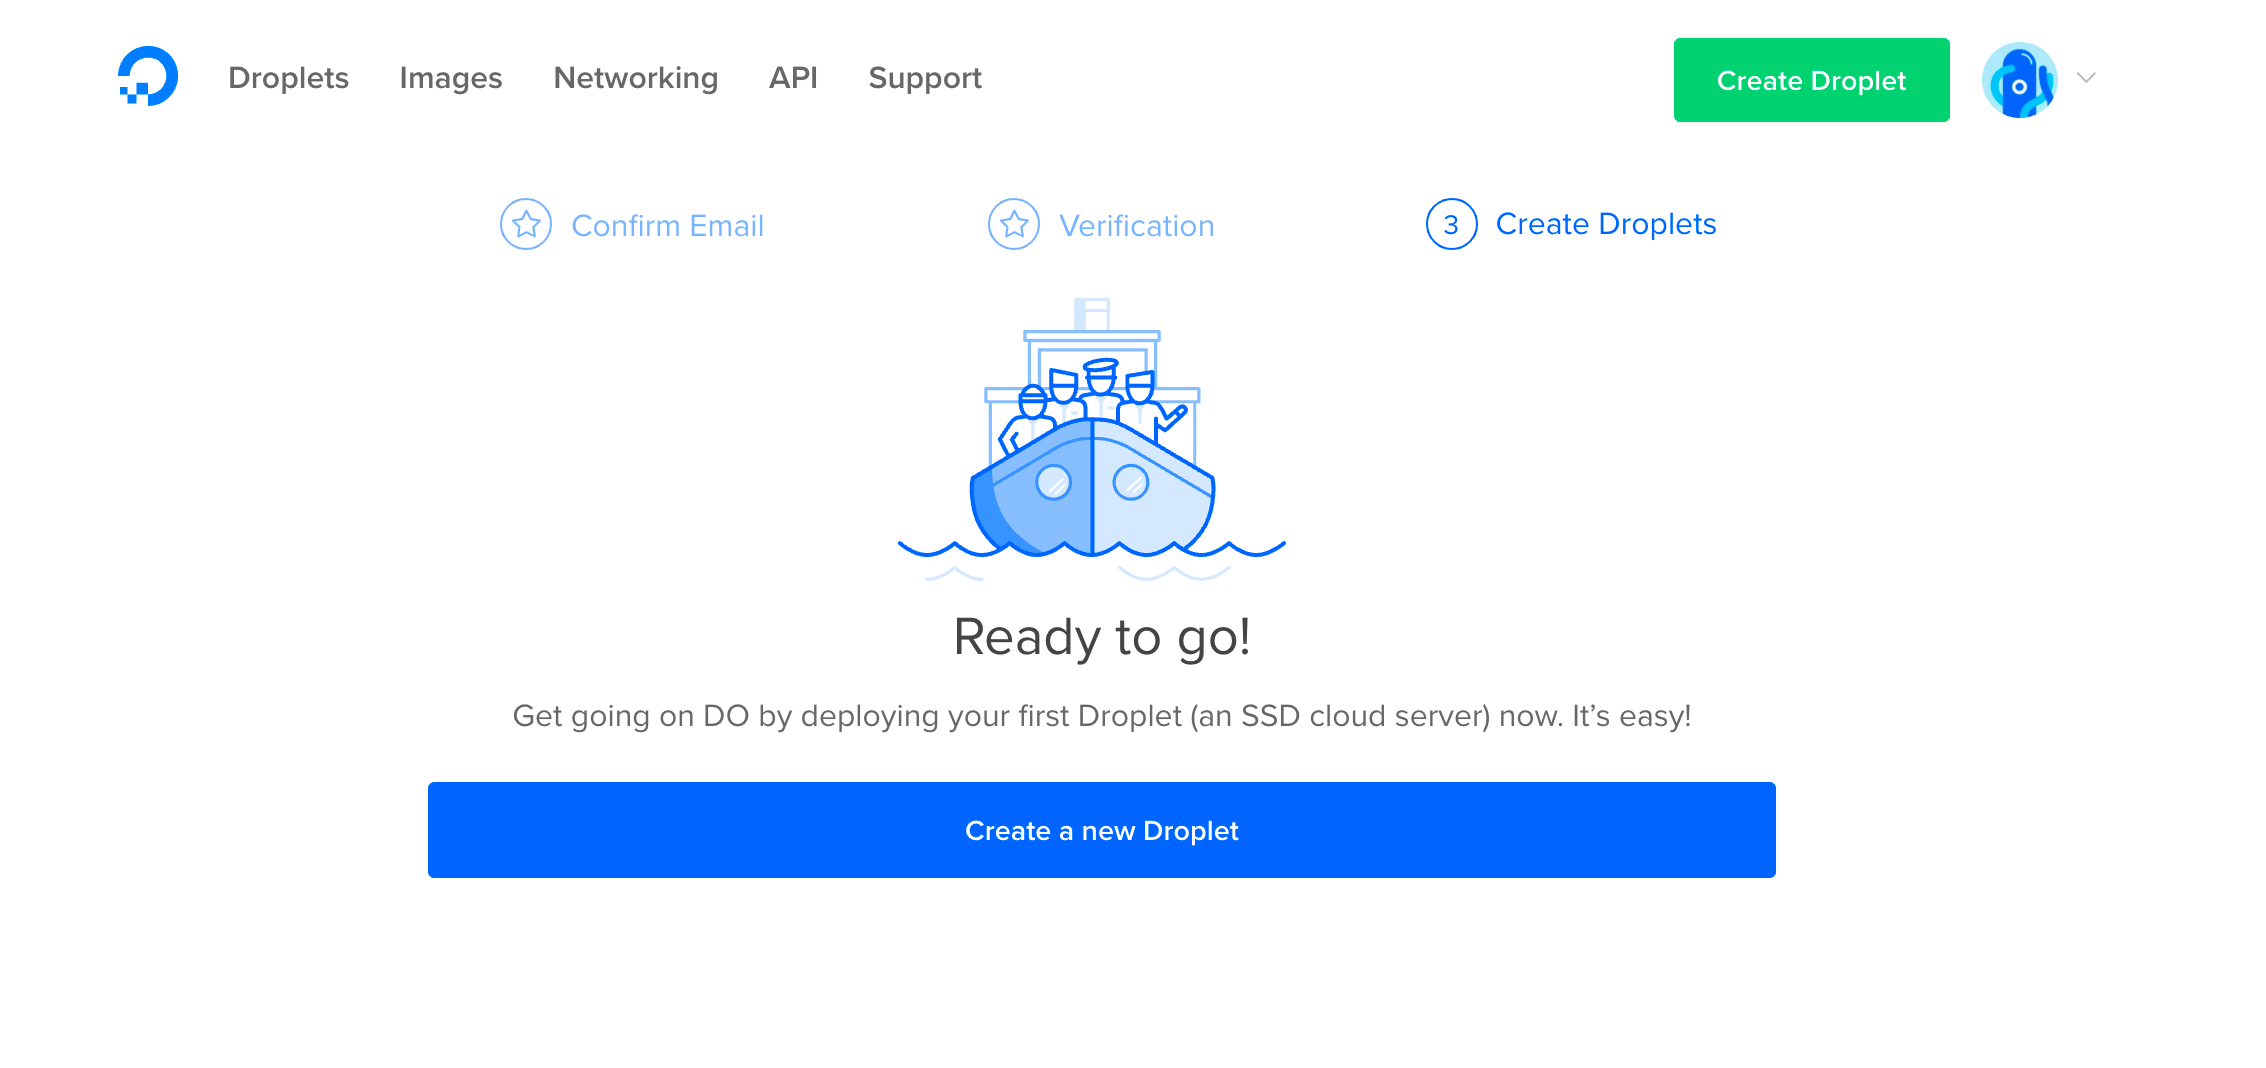 Droplets Images Networking API Support Create Droplet
Confirm Email Verification 3 Create Droplets
Ready to go!
Get going on DO by deploying your first Droplet (an SSD cloud server) now. It’s easy!
Create a new Droplet